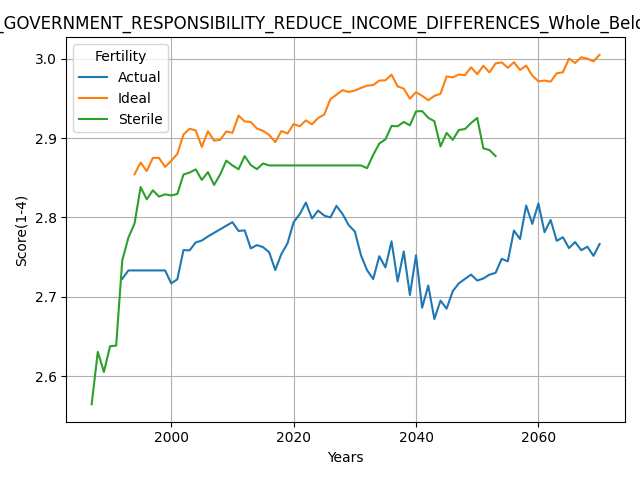 _GOVERNMENT_RESPONSIBILITY_REDUCE_INCOME_DIFFERENCES_Whole_Belo
Fertility
Actual
Ideal
Sterile
Score(1-4)
3.0
2.9
2.8
2.7
2.6
2000 2020 2040 2060
Years